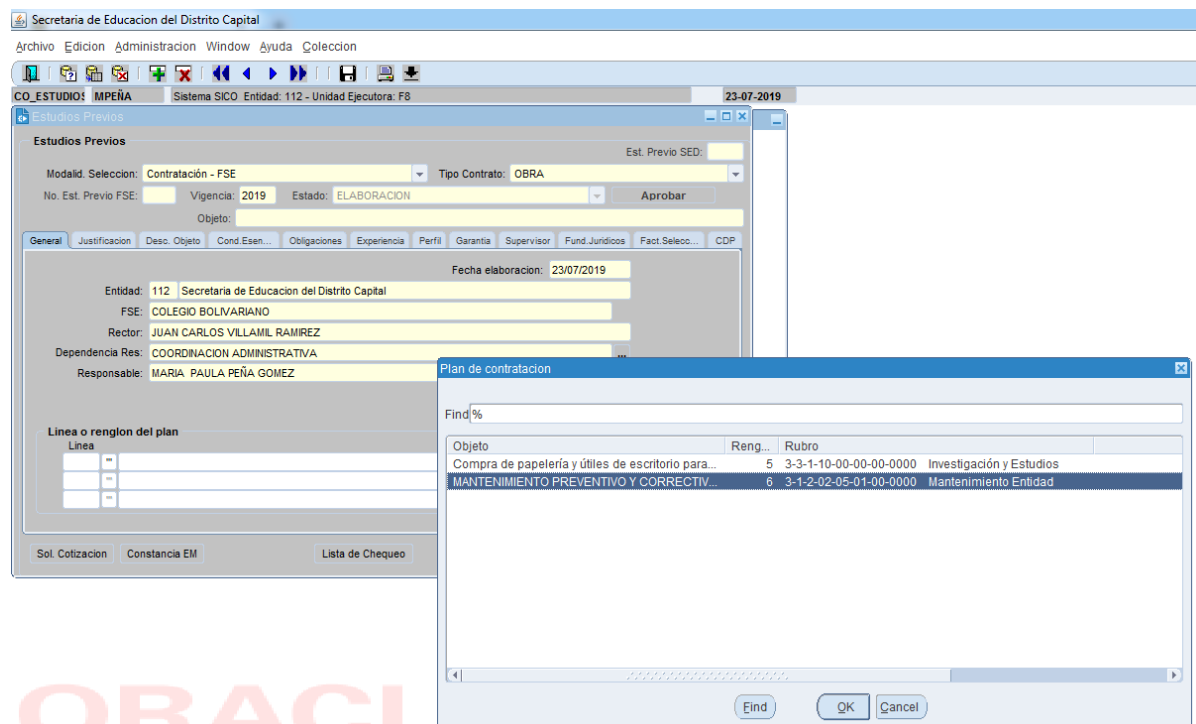 Secretaria de Educacion del Distrito Capital
Archivo Edicion Administracion Window Ayuda Coleccion
CO_ESTUDIOS MPEÑA Sistema SICO Entidad: 112 - Unidad Ejecutora: F8 23-07-2019
Estudios Previos
Estudios Previos
Est. Previo SED:
Modalid. Seleccion: Contratación - FSE Tipo Contrato: OBRA
No. Est. Previo FSE: Vigencia: 2019 Estado: ELABORACION Aprobar
Objeto:
General Justificacion Desc. Objeto Cond.Esen... Obligaciones Experiencia Perfil Garantia Supervisor Fund.Juridicos Fact.Selecc... CDP
Fecha elaboracion: 23/07/2019
Entidad: 112 Secretaria de Educacion del Distrito Capital
FSE: COLEGIO BOLIVARIANO
Rector: JUAN CARLOS VILLAMIL RAMIREZ
Dependencia Res: COORDINACION ADMINISTRATIVA ...
Responsable: MARIA PAULA PEÑA GOMEZ
Linea o renglon del plan
Linea
Sol. Cotizacion Constancia EM Lista de Chequeo
Plan de contratacion
Find %
Objeto Reng... Rubro
Compra de papelería y útiles de escritorio para... 5 3-3-1-10-00-00-00-0000 Investigación y Estudios
MANTENIMIENTO PREVENTIVO Y CORRECTIV... 6 3-1-2-02-05-01-00-0000 Mantenimiento Entidad
Find OK Cancel